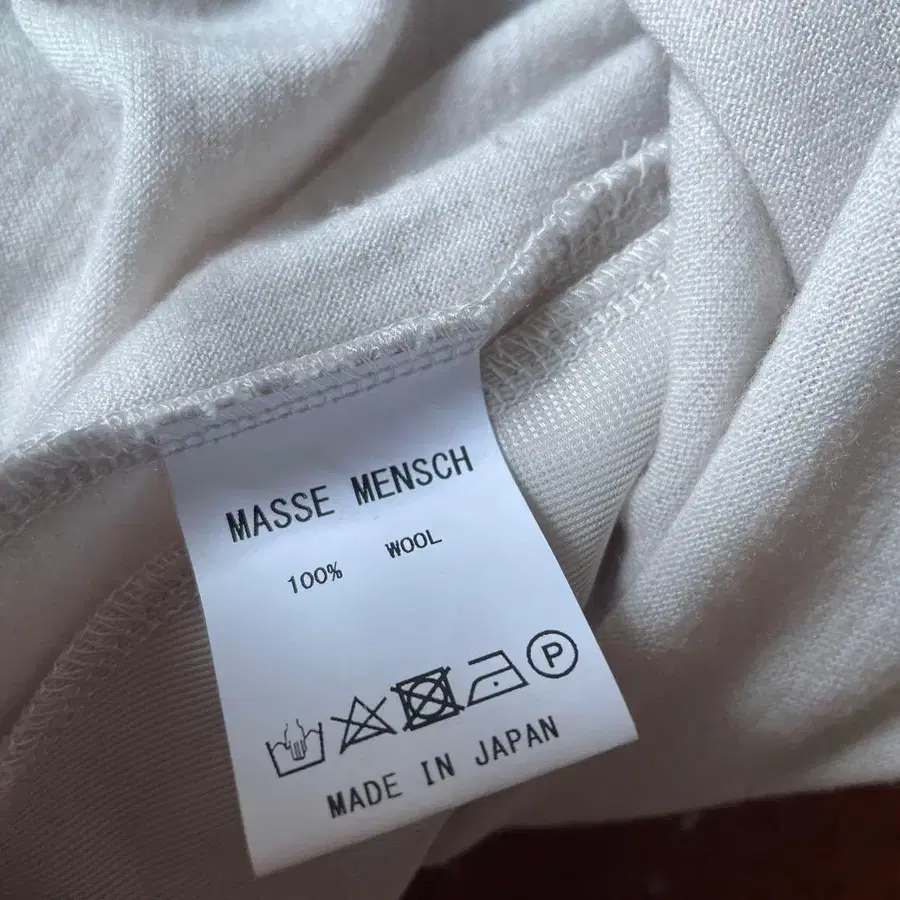 MASSE MENSCH
100% WOOL
P
MADE IN JAPAN